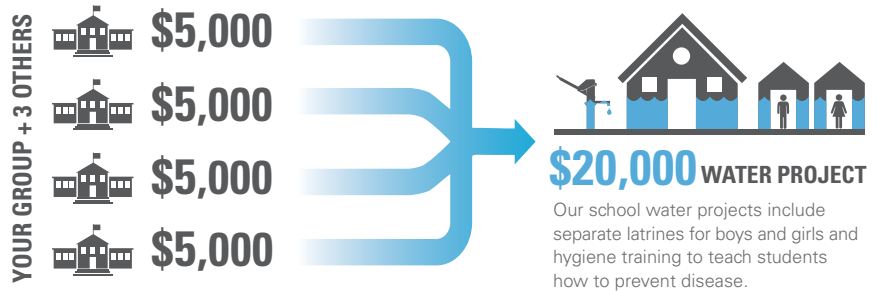 YOUR GROUP + 3 OTHERS
$5,000
$5,000
$5,000
$5,000
$20,000 WATER PROJECT
Our school water projects include
separate latrines for boys and girls and
hygiene training to teach students
how to prevent disease.